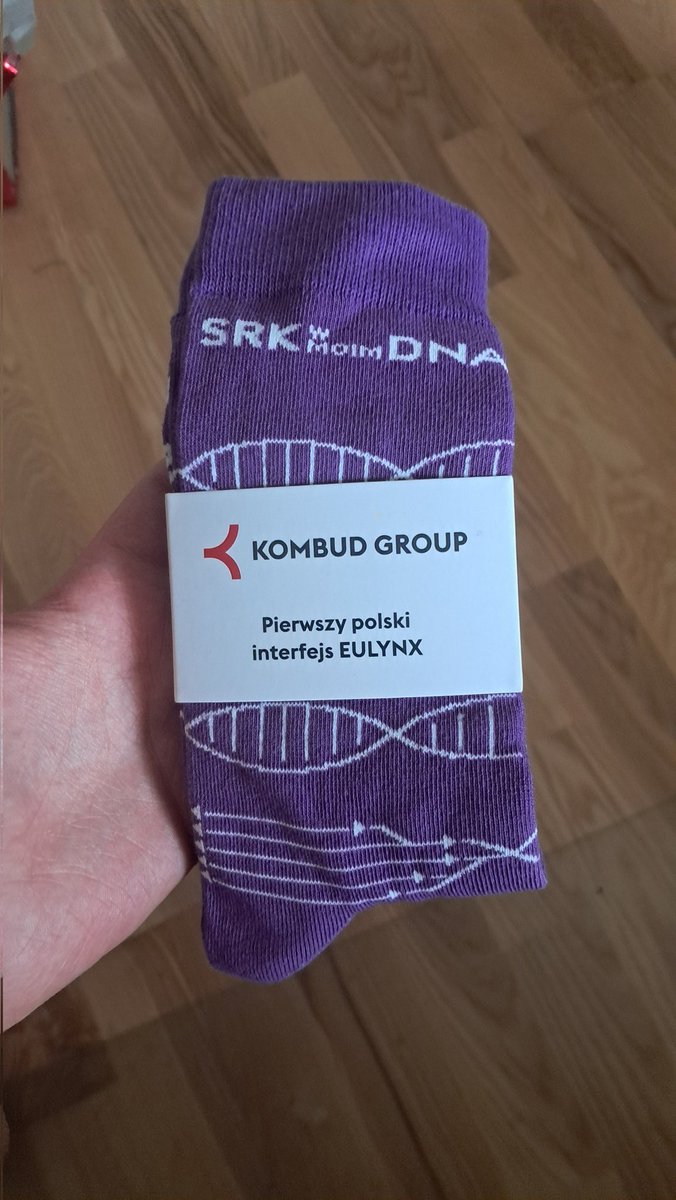 SRK W MOIM DNA
KOMBUD GROUP
Pierwszy polski
interfejs EULYNX